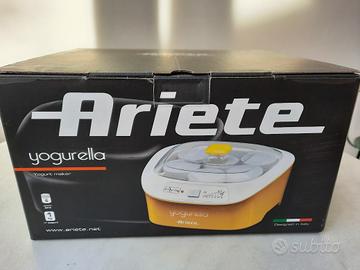 Ariete
yogurella
Yogurt maker
www.ariete.net
yogurella
ARIETE
Designed in Italy
subito